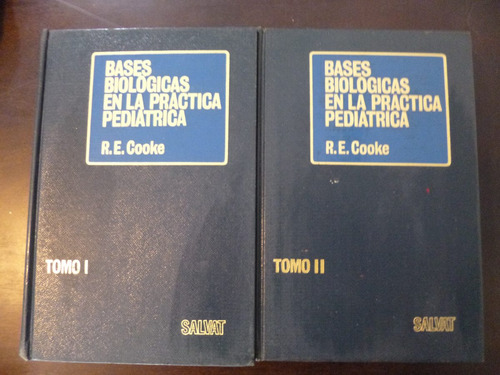 BASES
BIOLOGICAS
EN LA PRACTICA
PEDIATRICA
R.E. Cooke
TOMO I
SALVAT
BASES
BIOLOGICAS
EN LA PRACTICA
PEDIATRICA
R.E. Cooke
TOMO II
SALVAT